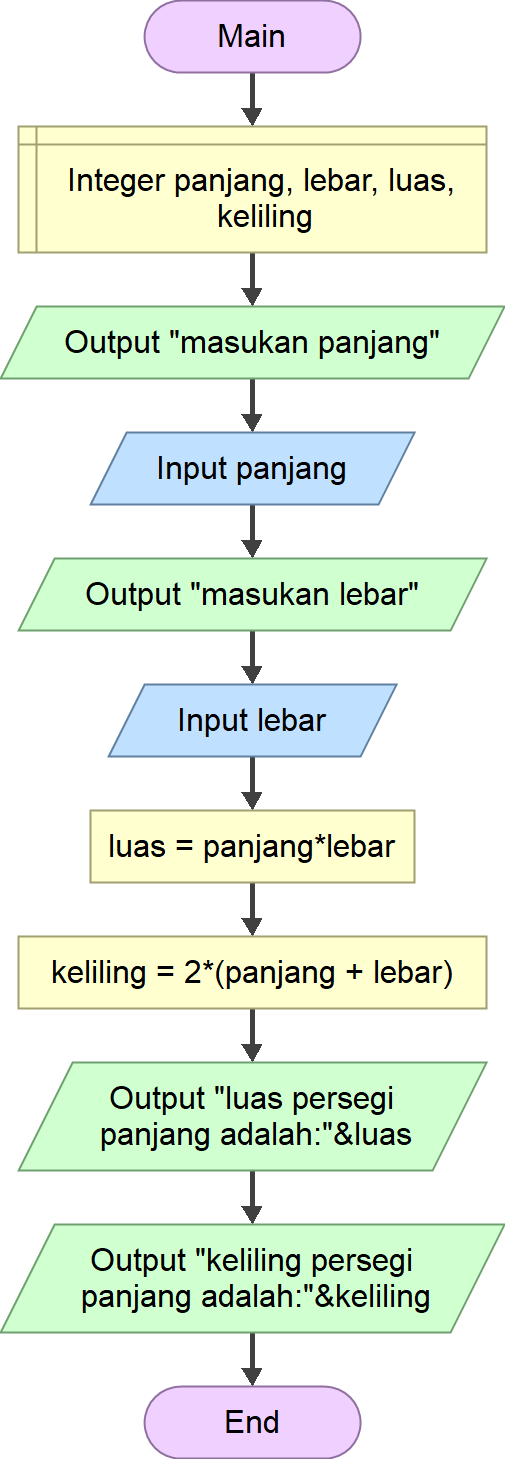 Main
Integer panjang, lebar, luas,
keliling
Output "masukan panjang"
Input panjang
Output "masukan lebar"
Input lebar
luas = panjang*lebar
keliling = 2*(panjang + lebar)
Output "luas persegi
panjang adalah:"&luas
Output "keliling persegi
panjang adalah:"&keliling
End